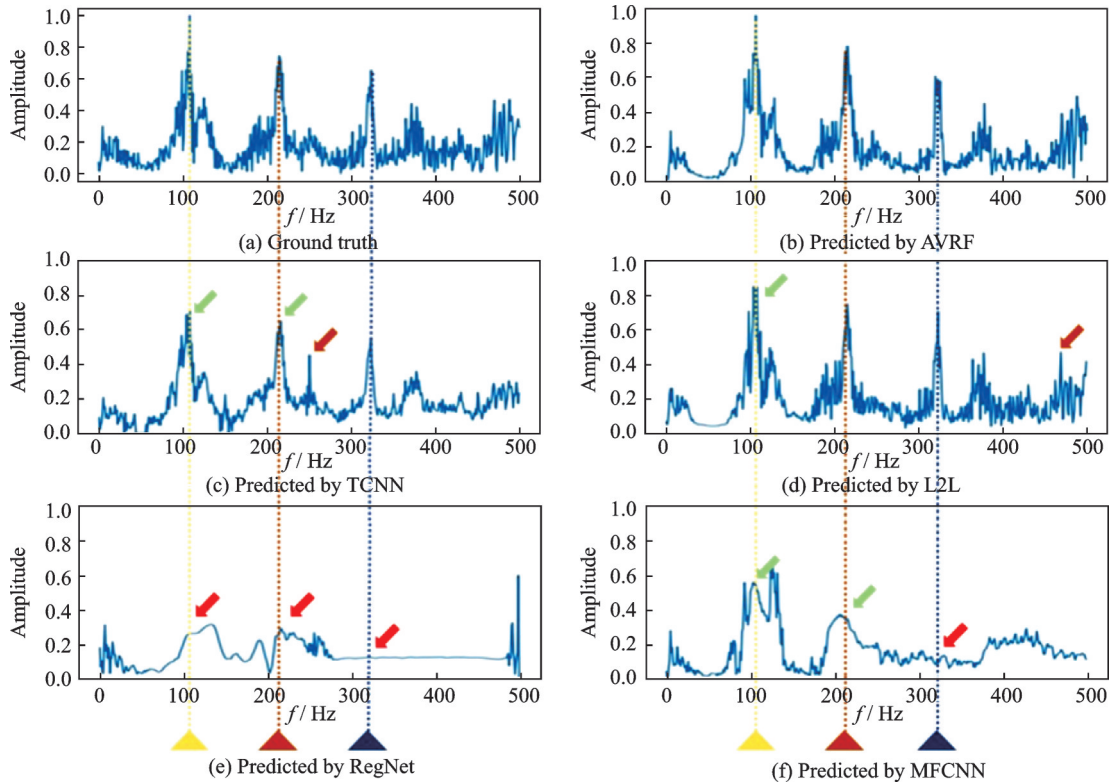 1.0
0.8
0.6
0.4
0.2
0.0
Amplitude
0 100 200 300 400 500
f / Hz
(a) Ground truth
1.0
0.8
0.6
0.4
0.2
0.0
Amplitude
0 100 200 300 400 500
f / Hz
(b) Predicted by AVRF
1.0
0.8
0.6
0.4
0.2
0.0
Amplitude
0 100 200 300 400 500
f / Hz
(c) Predicted by TCNN
1.0
0.8
0.6
0.4
0.2
0.0
Amplitude
0 100 200 300 400 500
f / Hz
(d) Predicted by L2L
1.0
0.8
0.6
0.4
0.2
0.0
Amplitude
0 100 200 300 400 500
f / Hz
(e) Predicted by RegNet
1.0
0.8
0.6
0.4
0.2
0.0
Amplitude
0 100 200 300 400 500
f / Hz
(f) Predicted by MFCNN